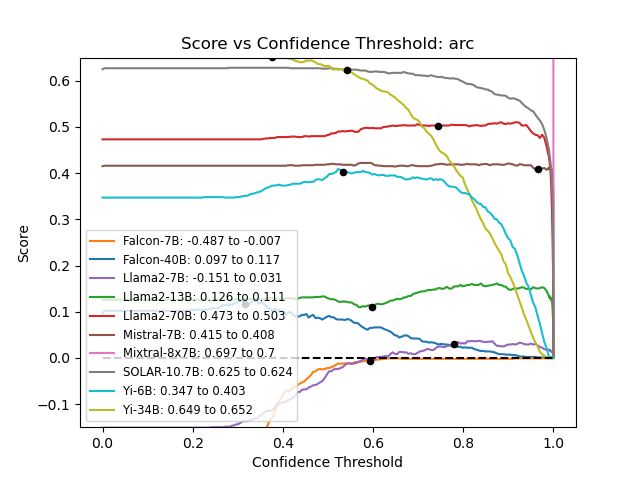 Score vs Confidence Threshold: arc
0.6
0.5
0.4
0.3
0.2
0.1
0.0
−0.1
Score
Falcon-7B: -0.487 to -0.007
Falcon-40B: 0.097 to 0.117
Llama2-7B: -0.151 to 0.031
Llama2-13B: 0.126 to 0.111
Llama2-70B: 0.473 to 0.503
Mistral-7B: 0.415 to 0.408
Mixtral-8x7B: 0.697 to 0.7
SOLAR-10.7B: 0.625 to 0.624
Yi-6B: 0.347 to 0.403
Yi-34B: 0.649 to 0.652
0.0 0.2 0.4 0.6 0.8 1.0
Confidence Threshold